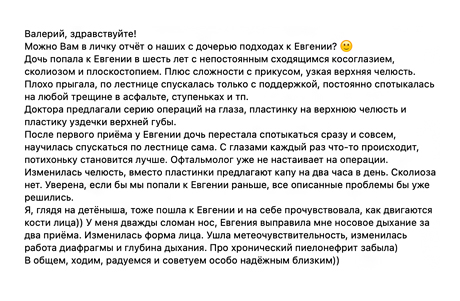 Валерий, здравствуйте!
Можно Вам в личку отчёт о наших с дочерью подходах к Евгении? 🙂
Дочь попала к Евгении в шесть лет с непостоянным сходящимся косоглазием,
сколиозом и плоскостопием. Плюс сложности с прикусом, узкая верхняя челюсть.
Плохо прыгала, по лестнице спускалась только с поддержкой, постоянно спотыкалась
на любой трещине в асфальте, ступеньках и тп.
Доктора предлагали серию операций на глаза, пластинку на верхнюю челюсть и
пластику уздечки верхней губы.
После первого приёма у Евгении дочь перестала спотыкаться сразу и совсем,
научилась спускаться по лестнице сама. С глазами каждый раз что-то происходит,
потихоньку становится лучше. Офтальмолог уже не настаивает на операции.
Изменилась челюсть, вместо пластинки предлагают капу на два часа в день. Сколиоза
нет. Уверена, если бы мы попали к Евгении раньше, все описанные проблемы бы уже
решились.
Я, глядя на детёныша, тоже пошла к Евгении и на себе прочувствовала, как двигаются
кости лица)) У меня дважды сломан нос, Евгения выправила мне носовое дыхание за
два приёма. Изменилась форма лица. Ушла метеочувствительность, изменилась
работа диафрагмы и глубина дыхания. Про хронический пиелонефрит забыла)
В общем, ходим, радуемся и советуем особо надёжным близким))